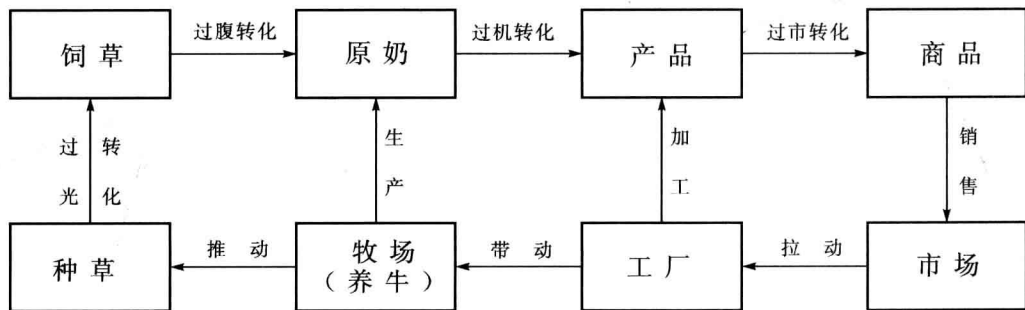 饲草
过腹转化
原奶
过机转化
产品
过市转化
商品
过光
转化
生产
加工
销售
种草
推动
牧场
（养牛）
带动
工厂
拉动
市场